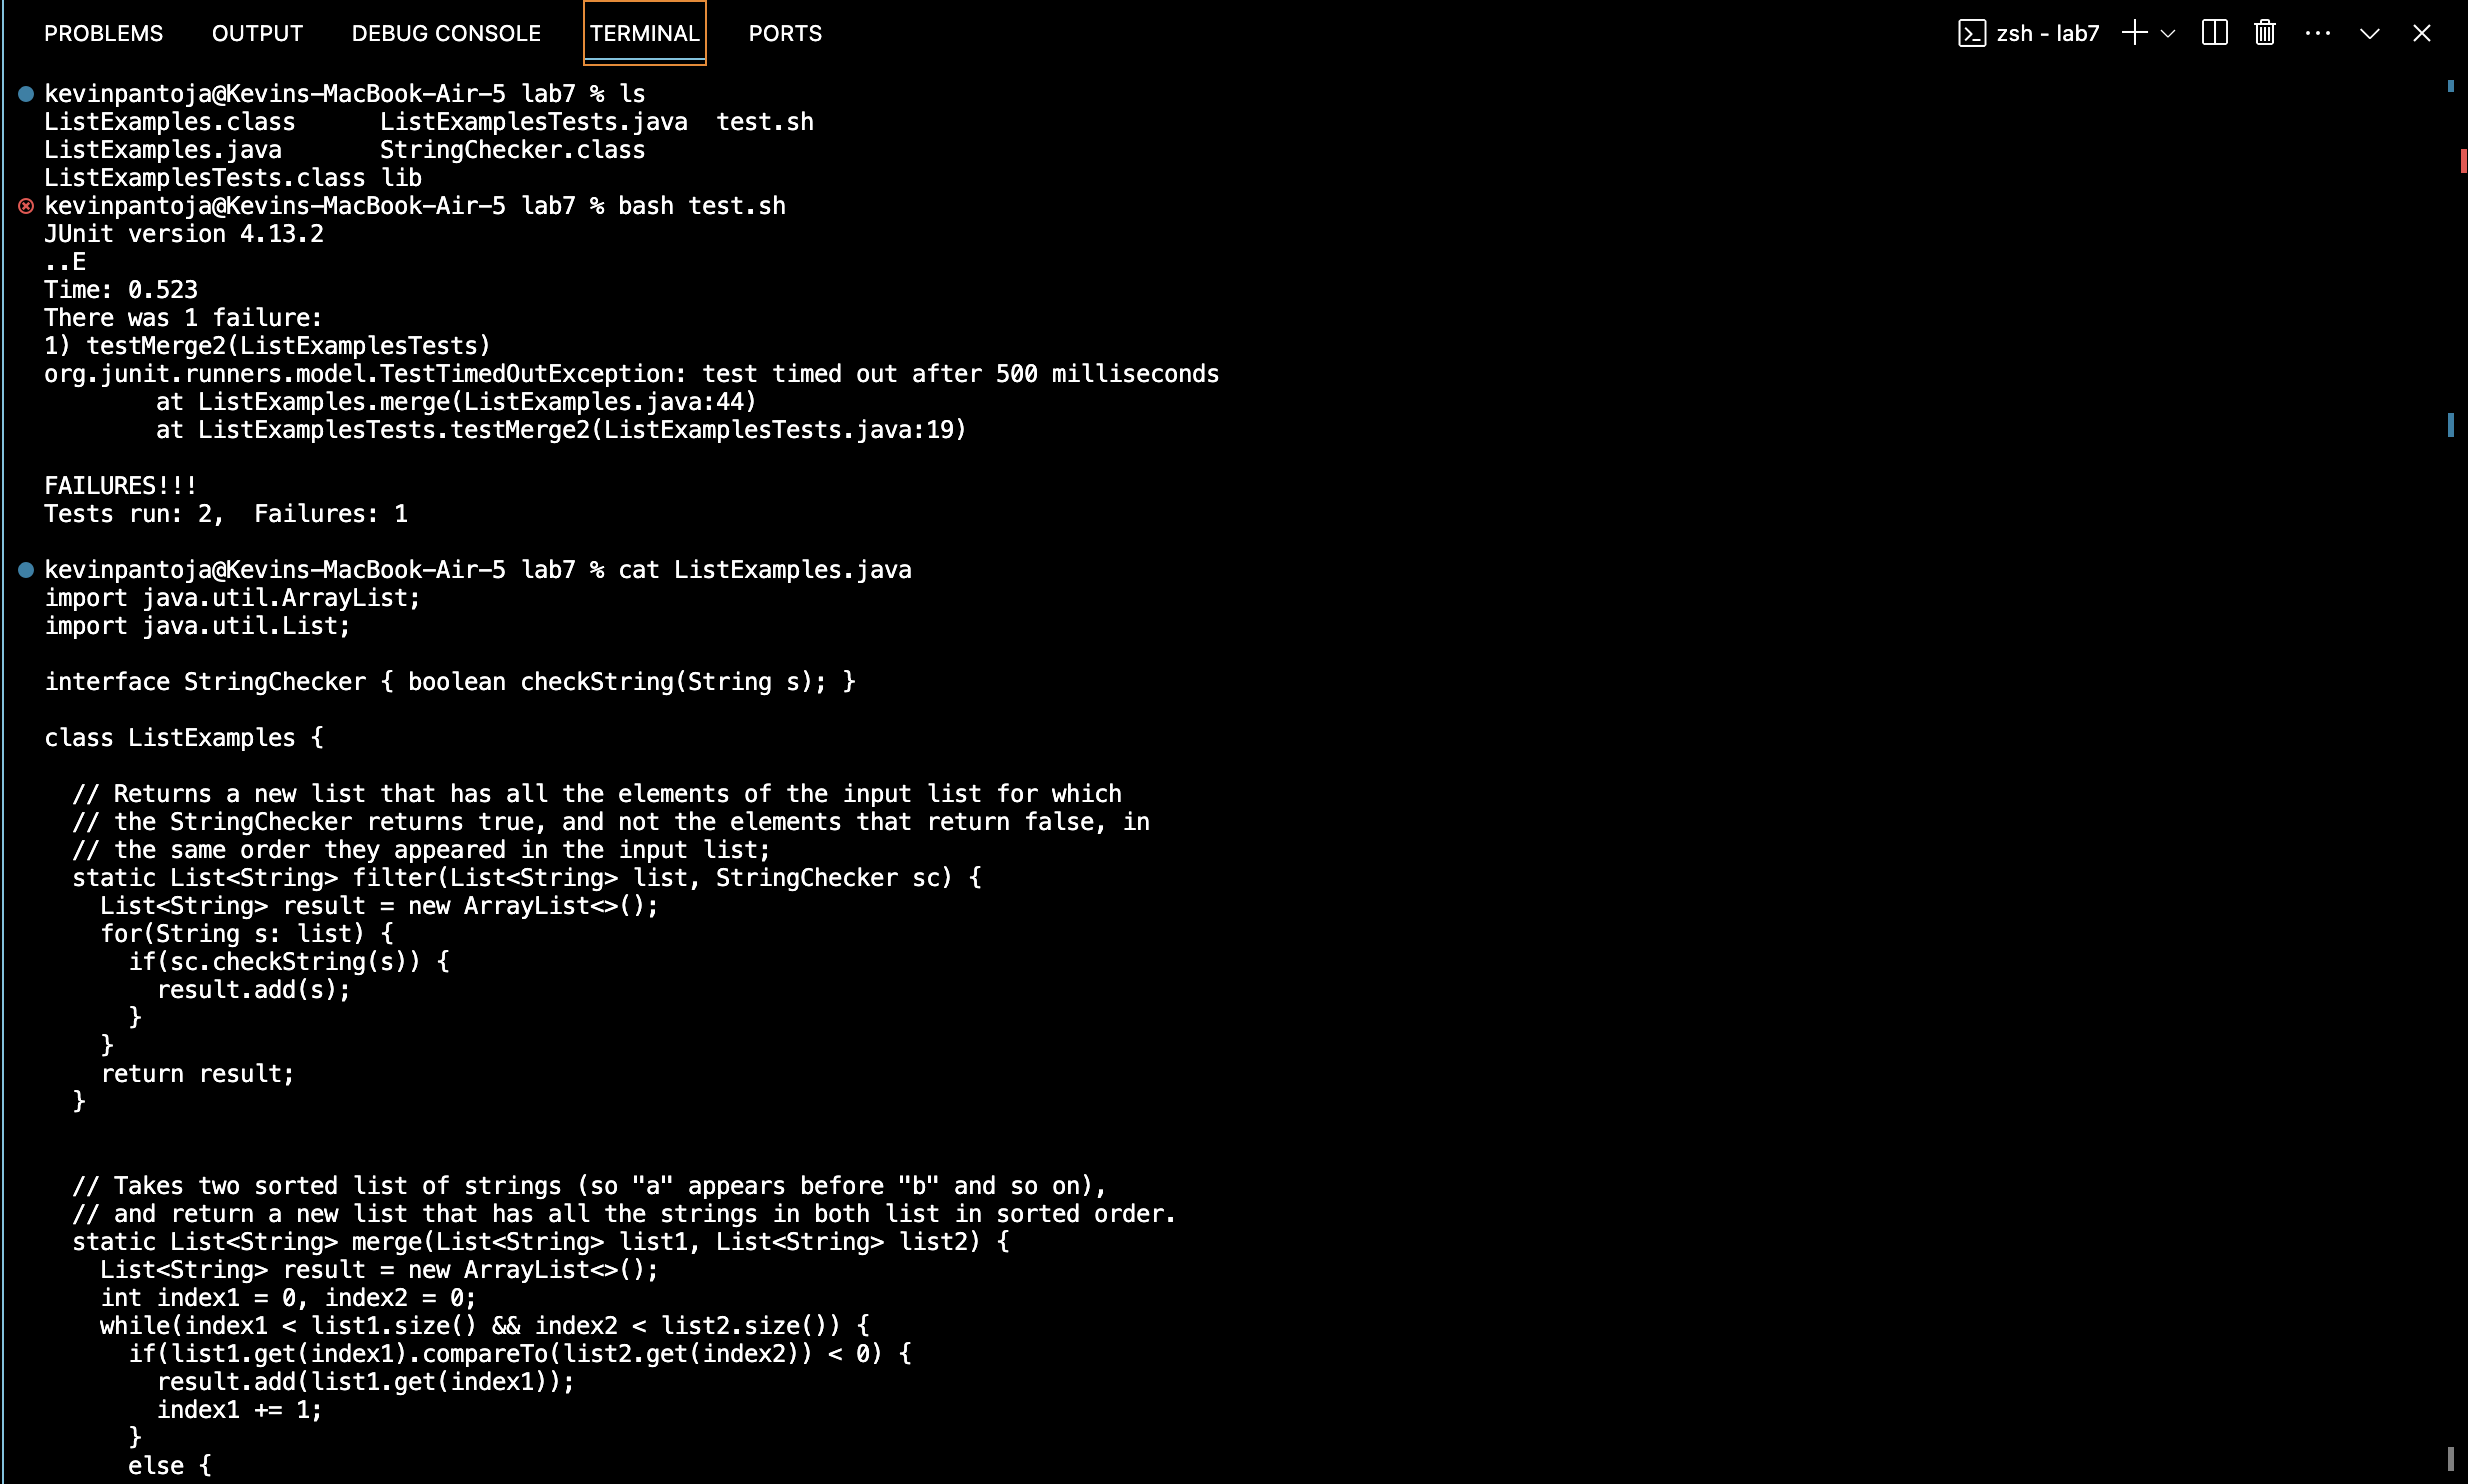 PROBLEMS OUTPUT DEBUG CONSOLE TERMINAL PORTS zsh - lab7
kevinpantoja@Kevins-MacBook-Air-5 lab7 % ls
ListExamples.class      ListExamplesTests.java  test.sh
ListExamples.java       StringChecker.class
ListExamplesTests.class lib
kevinpantoja@Kevins-MacBook-Air-5 lab7 % bash test.sh
JUnit version 4.13.2
..E
Time: 0.523
There was 1 failure:
1) testMerge2(ListExamplesTests)
org.junit.runners.model.TestTimedOutException: test timed out after 500 milliseconds
        at ListExamples.merge(ListExamples.java:44)
        at ListExamplesTests.testMerge2(ListExamplesTests.java:19)
FAILURES!!!
Tests run: 2,  Failures: 1
kevinpantoja@Kevins-MacBook-Air-5 lab7 % cat ListExamples.java
import java.util.ArrayList;
import java.util.List;
interface StringChecker { boolean checkString(String s); }
class ListExamples {
  // Returns a new list that has all the elements of the input list for which
  // the StringChecker returns true, and not the elements that return false, in
  // the same order they appeared in the input list;
  static List<String> filter(List<String> list, StringChecker sc) {
    List<String> result = new ArrayList<>();
    for(String s: list) {
      if(sc.checkString(s)) {
        result.add(s);
      }
    }
    return result;
  }
  // Takes two sorted list of strings (so "a" appears before "b" and so on),
  // and return a new list that has all the strings in both list in sorted order.
  static List<String> merge(List<String> list1, List<String> list2) {
    List<String> result = new ArrayList<>();
    int index1 = 0, index2 = 0;
    while(index1 < list1.size() && index2 < list2.size()) {
      if(list1.get(index1).compareTo(list2.get(index2)) < 0) {
        result.add(list1.get(index1));
        index1 += 1;
      }
      else {